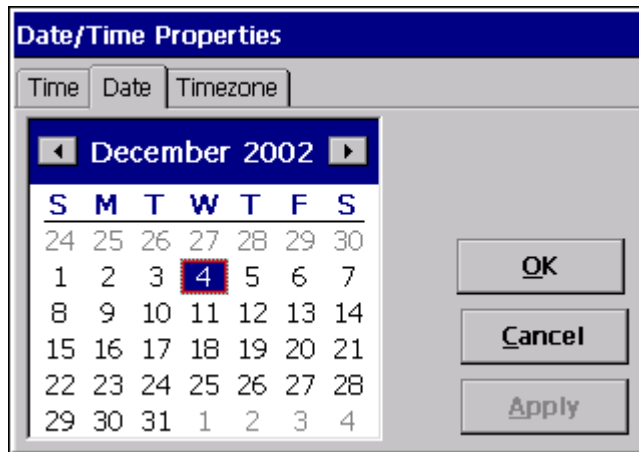 Date/Time Properties
Time Date Timezone
December 2002
S M T W T F S
24 25 26 27 28 29 30
1 2 3 4 5 6 7
8 9 10 11 12 13 14
15 16 17 18 19 20 21
22 23 24 25 26 27 28
29 30 31 1 2 3 4
OK
Cancel
Apply